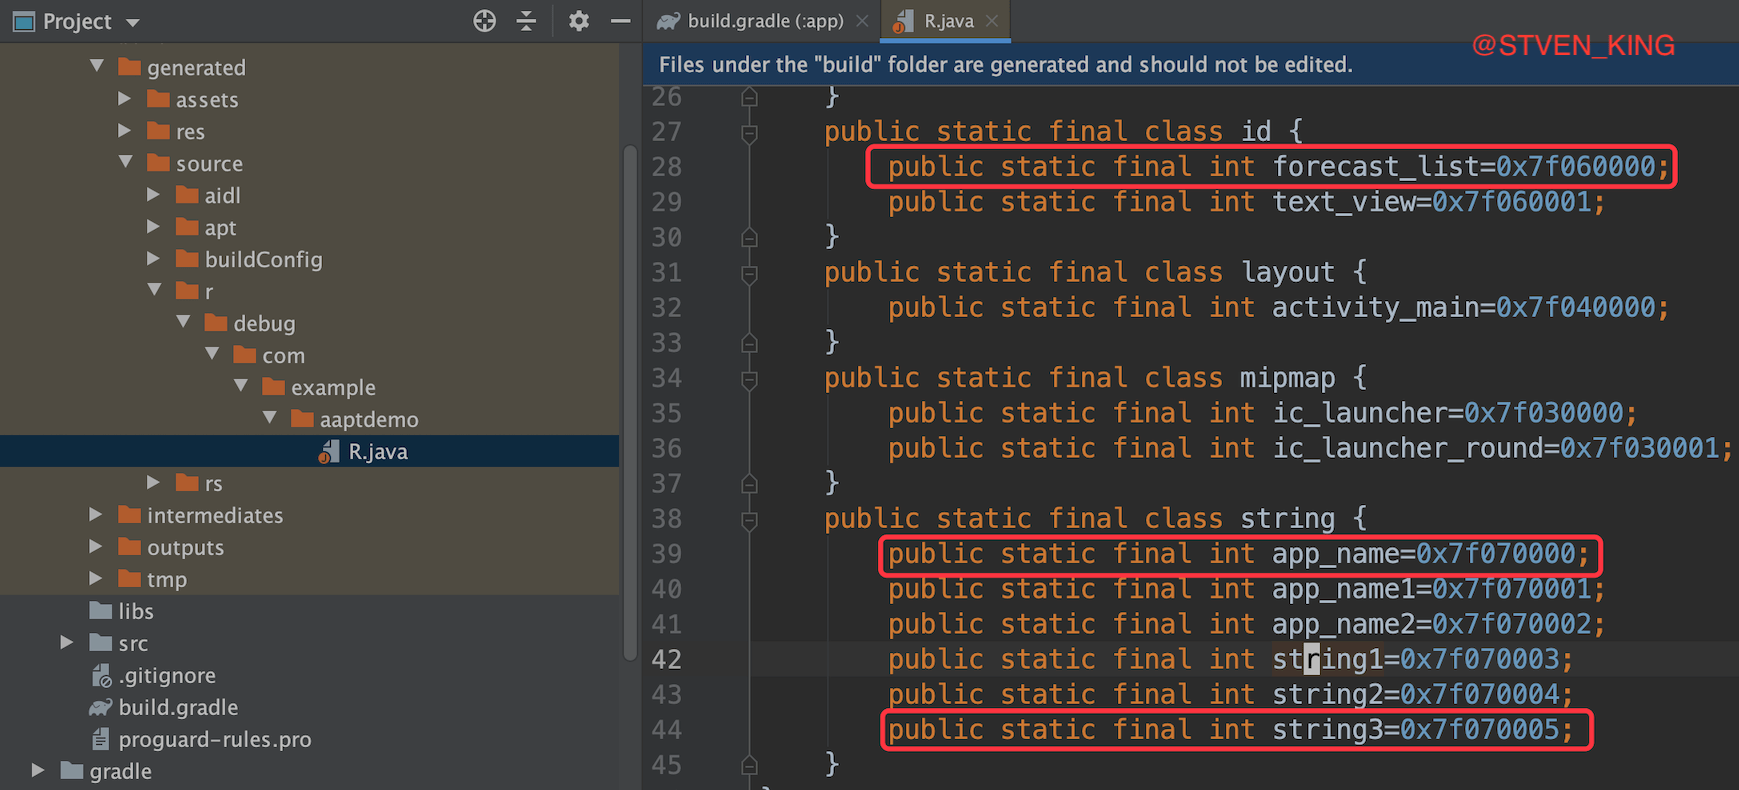 Project
build.gradle (:app)
R.java
@STVEN_KING
Files under the "build" folder are generated and should not be edited.
generated
assets
res
source
aidl
apt
buildConfig
r
debug
com
example
aaptdemo
R.java
rs
intermediates
outputs
tmp
libs
src
.gitignore
build.gradle
proguard-rules.pro
gradle
26 }
27 public static final class id {
28 public static final int forecast_list=0x7f060000;
29 public static final int text_view=0x7f060001;
30 }
31 public static final class layout {
32 public static final int activity_main=0x7f040000;
33 }
34 public static final class mipmap {
35 public static final int ic_launcher=0x7f030000;
36 public static final int ic_launcher_round=0x7f030001;
37 }
38 public static final class string {
39 public static final int app_name=0x7f070000;
40 public static final int app_name1=0x7f070001;
41 public static final int app_name2=0x7f070002;
42 public static final int string1=0x7f070003;
43 public static final int string2=0x7f070004;
44 public static final int string3=0x7f070005;
45 }